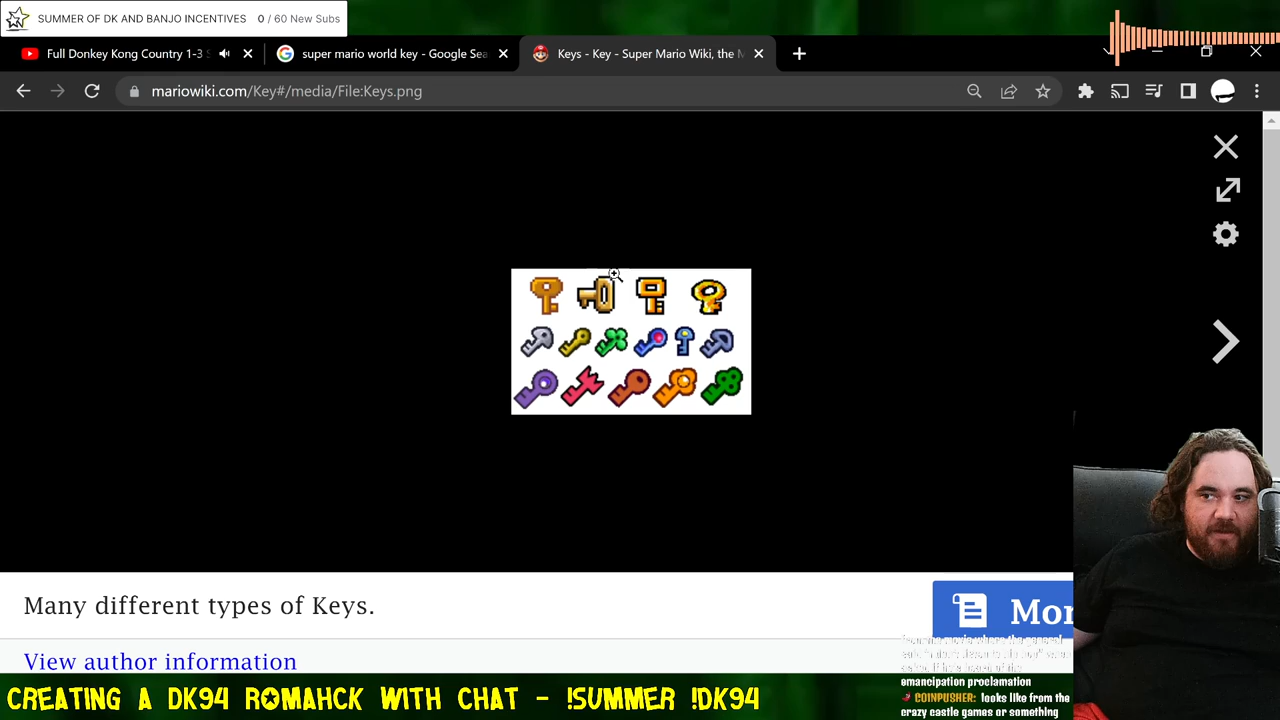 SUMMER OF DK AND BANJO INCENTIVES 0 / 60 New Subs
Full Donkey Kong Country 1-3 S
super mario world key - Google Sea
Keys - Key - Super Mario Wiki, the M
mariowiki.com/Key#/media/File:Keys.png
Many different types of Keys.
Mor
View author information
emancipation proclamation
COINPUSHER: looks like from the
crazy castle games or something
CREATING A DK94 ROMAHCK WITH CHAT - !SUMMER !DK94